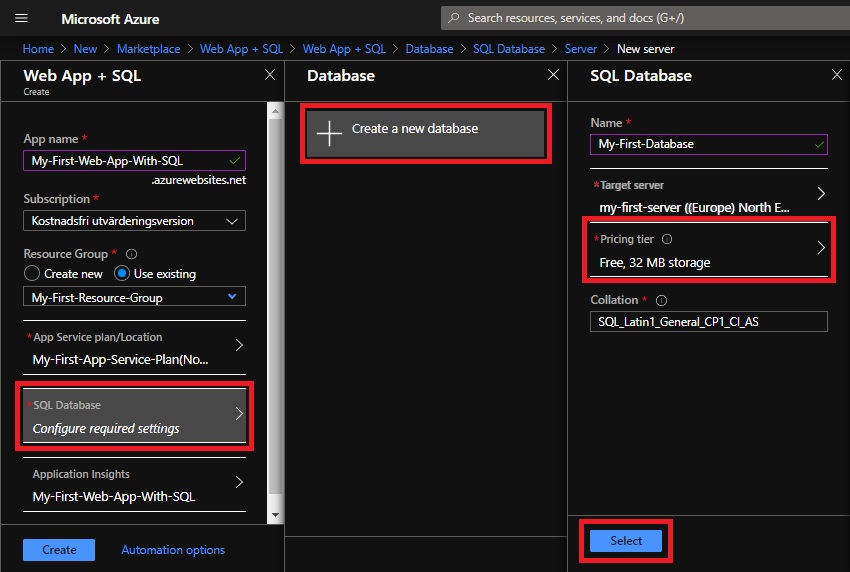 Microsoft Azure
Search resources, services, and docs (G+/)
Home > New > Marketplace > Web App + SQL > Web App + SQL > Database > SQL Database > Server > New server
Web App + SQL
Create
App name *
My-First-Web-App-With-SQL
.azurewebsites.net
Subscription *
Kostnadsfri utvärderingsversion
Resource Group *
Create new
Use existing
My-First-Resource-Group
*App Service plan/Location
My-First-App-Service-Plan(No...
*SQL Database
Configure required settings
Application Insights
My-First-Web-App-With-SQL
Create
Automation options
Database
Create a new database
SQL Database
Name *
My-First-Database
*Target server
my-first-server ((Europe) North E...
*Pricing tier
Free, 32 MB storage
Collation *
SQL_Latin1_General_CP1_CI_AS
Select